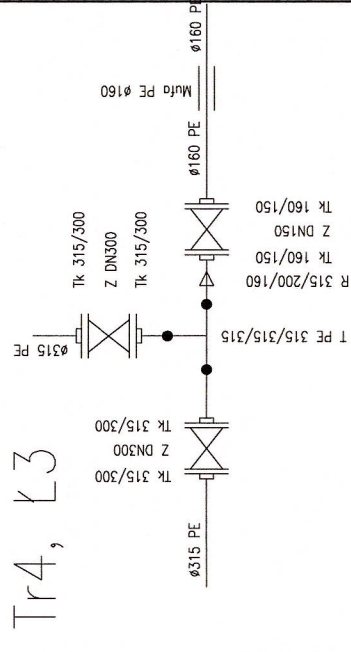 Tr4, Ł3
ø315 PE
Tk 315/300
Z DN300
Tk 315/300
ø315 PE
Tk 315/300
Z DN300
Tk 315/300
T PE 315/315/315
R 315/200/160
Tk 160/150
Z DN150
Tk 160/150
ø160 PE
Mufa PE ø160
ø160 PE